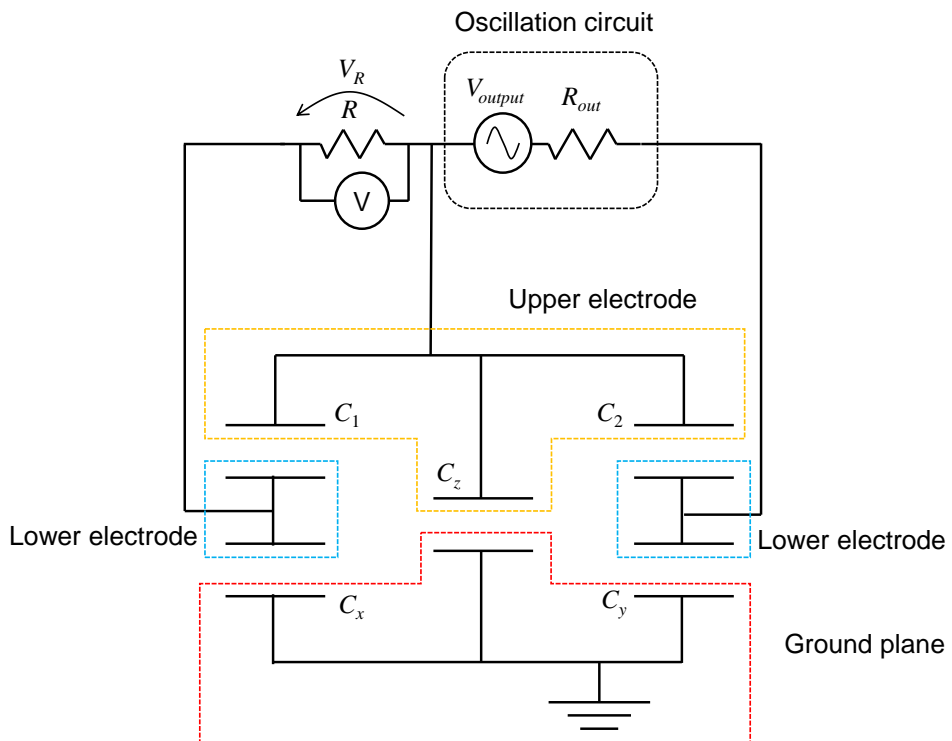 Oscillation circuit
V_R
R
V_output
R_out
V
Upper electrode
C_1
C_2
C_z
Lower electrode
Lower electrode
C_x
C_y
Ground plane